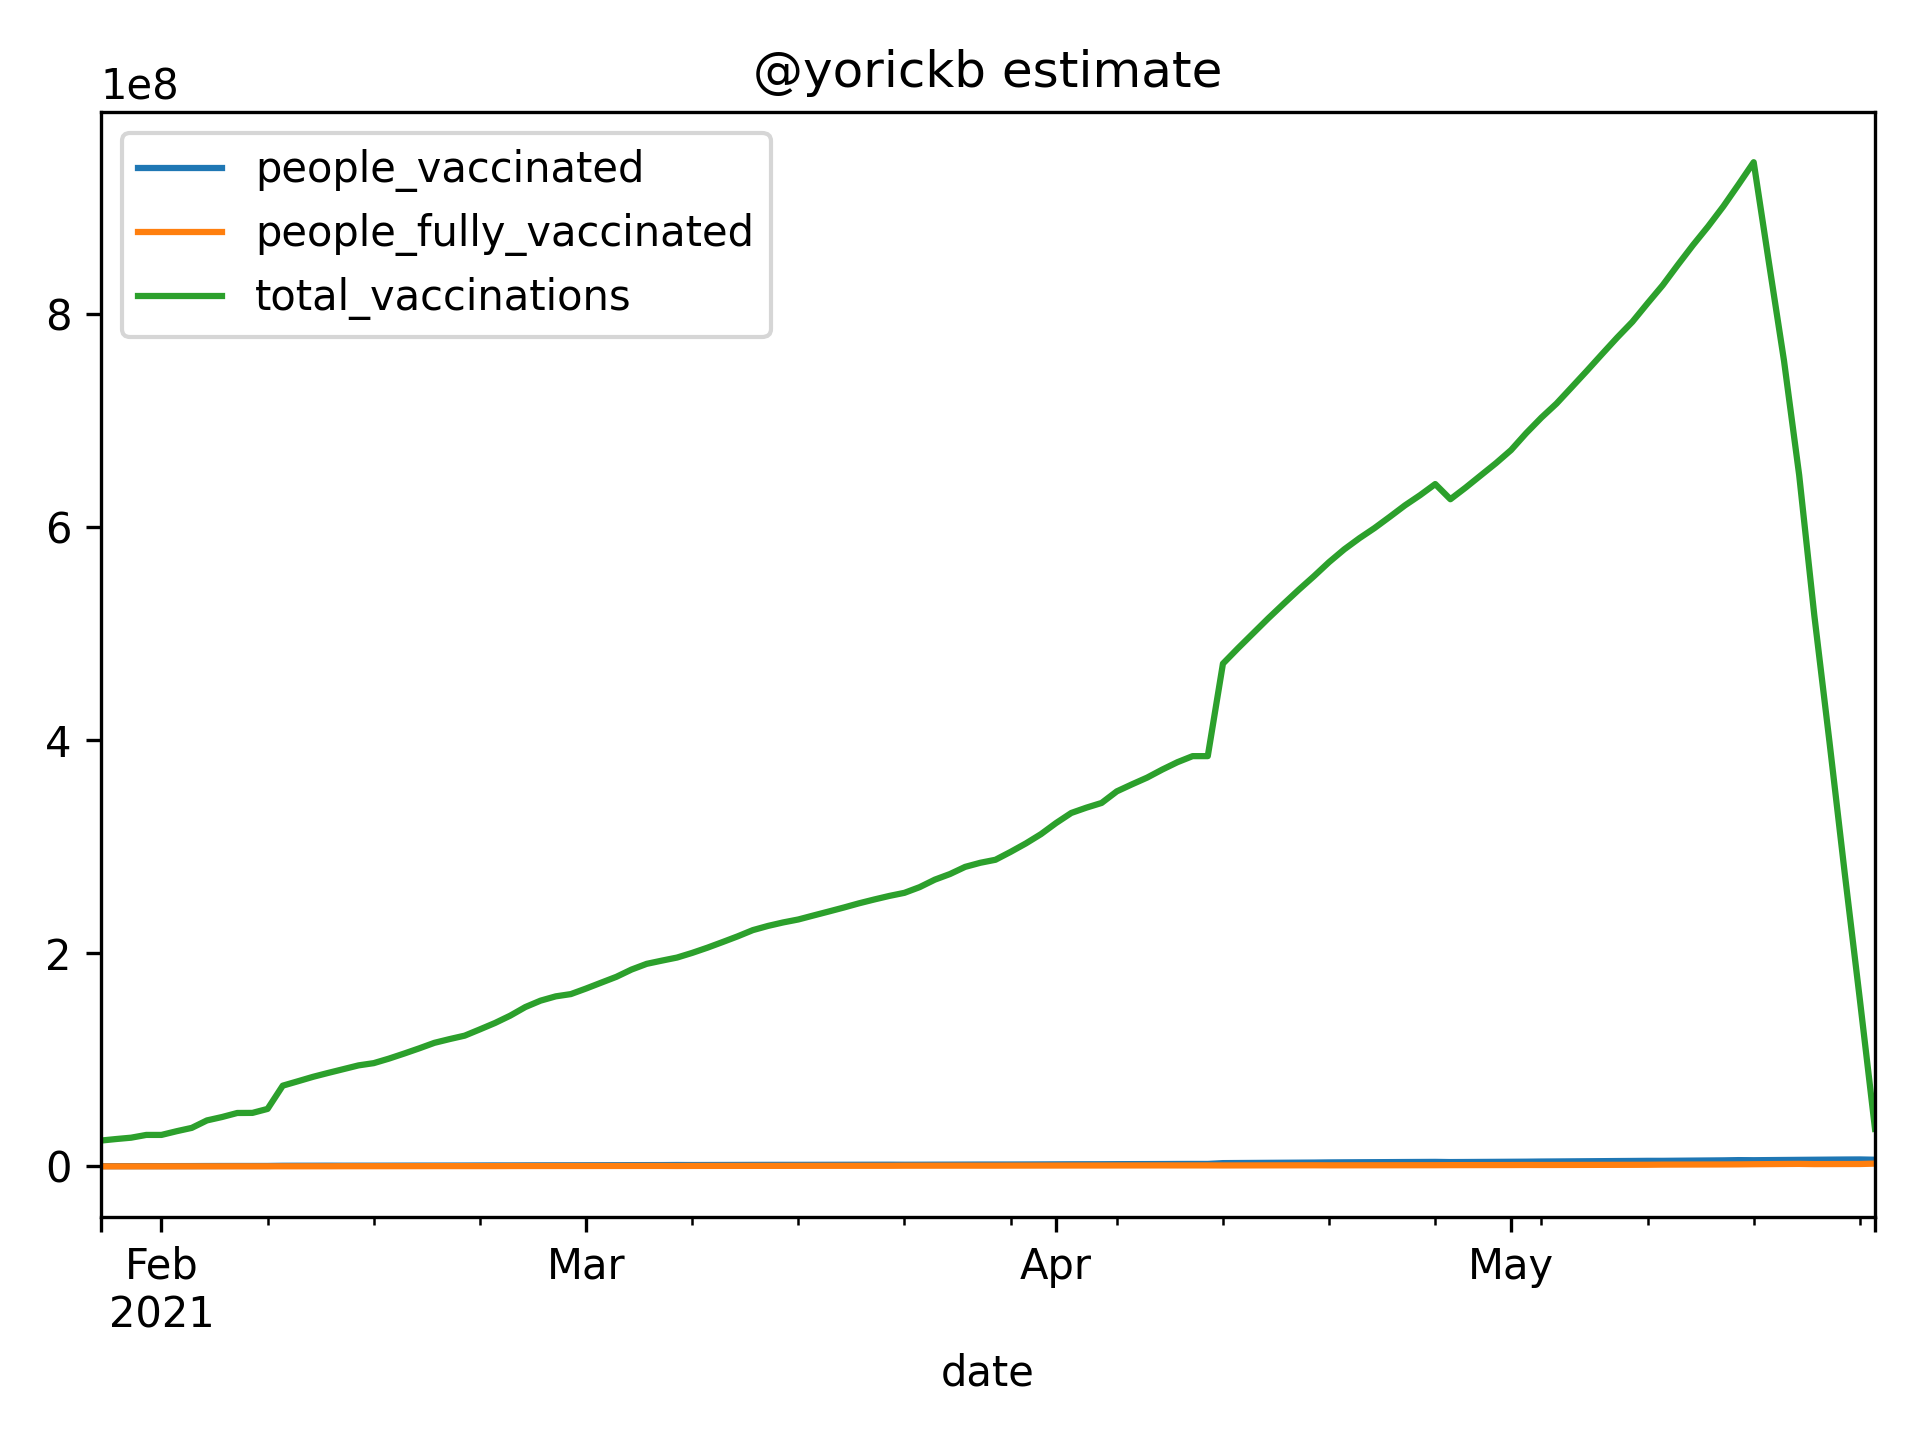 @yorickb estimate
1e8
people_vaccinated
people_fully_vaccinated
total_vaccinations
8
6
4
2
0
Feb Mar Apr May
2021
date